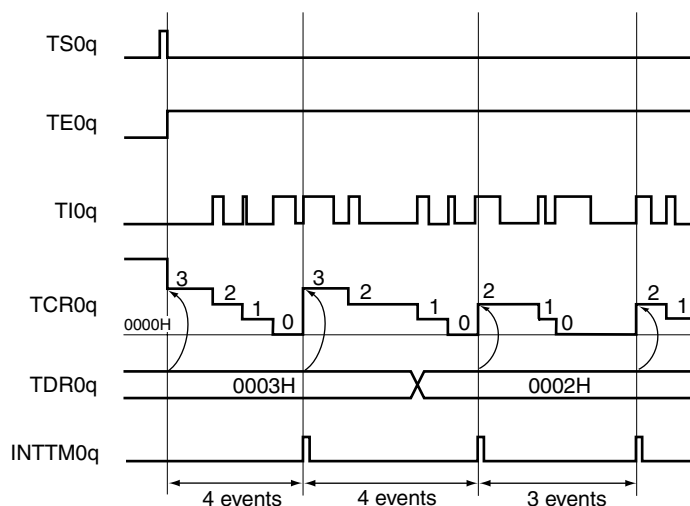 TS0q
TE0q
TI0q
TCR0q
3 2 1 0 3 2 1 0 2 1 0 2 1
0000H
TDR0q 0003H 0002H
INTTM0q
4 events 4 events 3 events